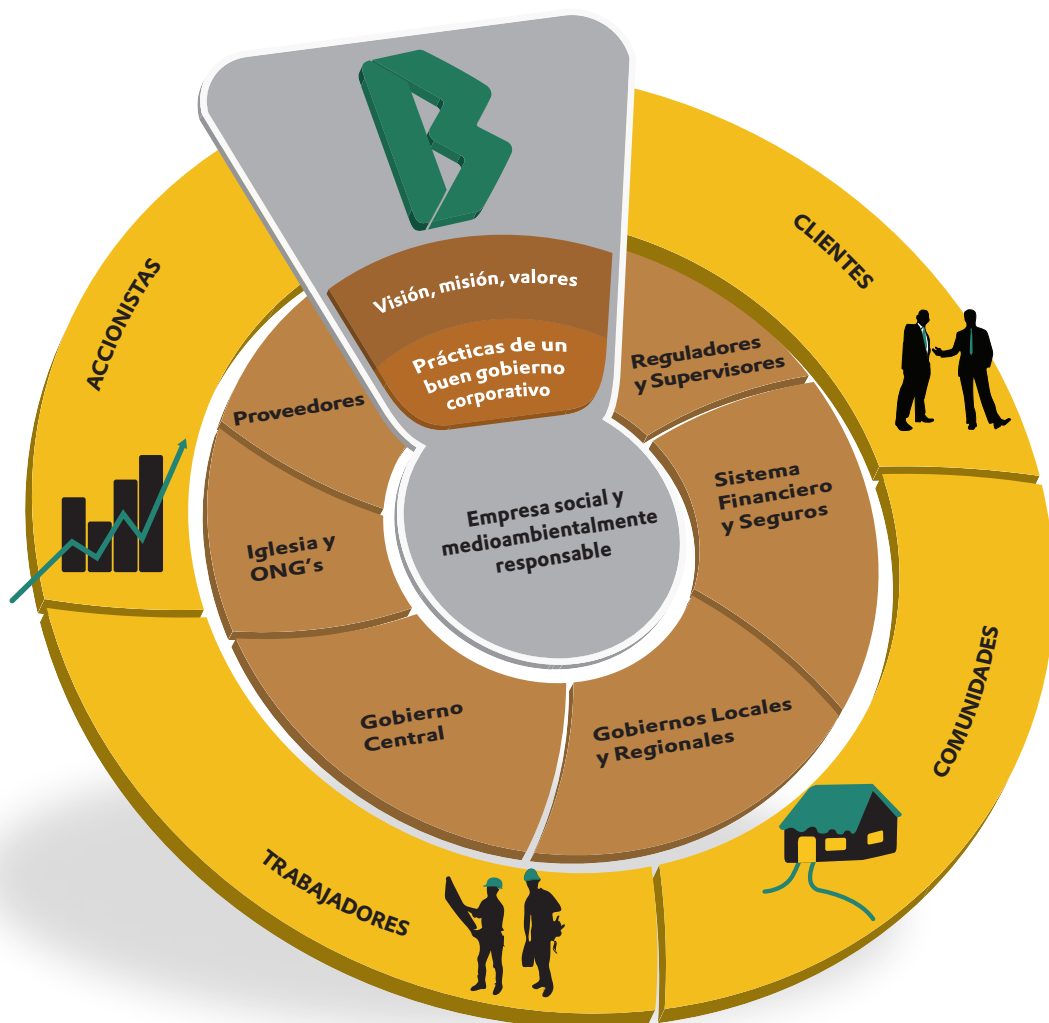 CLIENTES
ACCIONISTAS
Visión, misión, valores
Prácticas de un
buen gobierno
corporativo
Reguladores
y Supervisores
Proveedores
Sistema
Financiero
y Seguros
Empresa social y
medioambientalmente
responsable
Iglesia y
ONG’s
Gobierno
Central
Gobiernos Locales
y Regionales
COMUNIDADES
TRABAJADORES